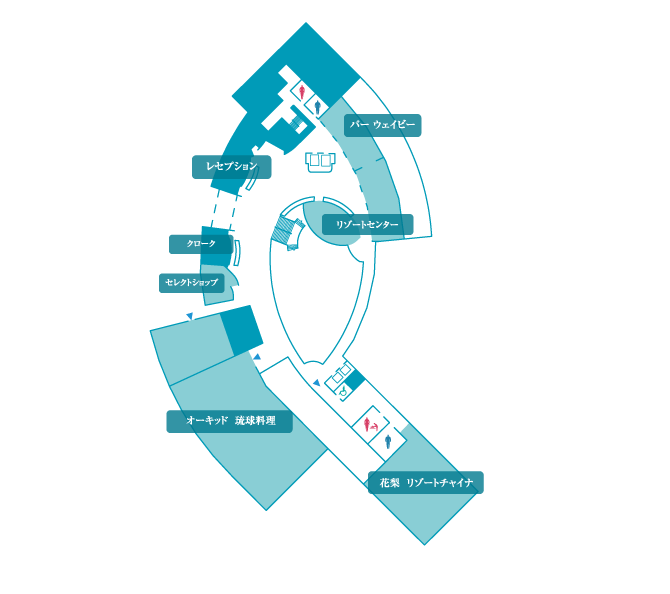 バー ウェイビー
レセプション
リゾートセンター
クローク
セレクトショップ
オーキッド 琉球料理
花梨 リゾートチャイナ